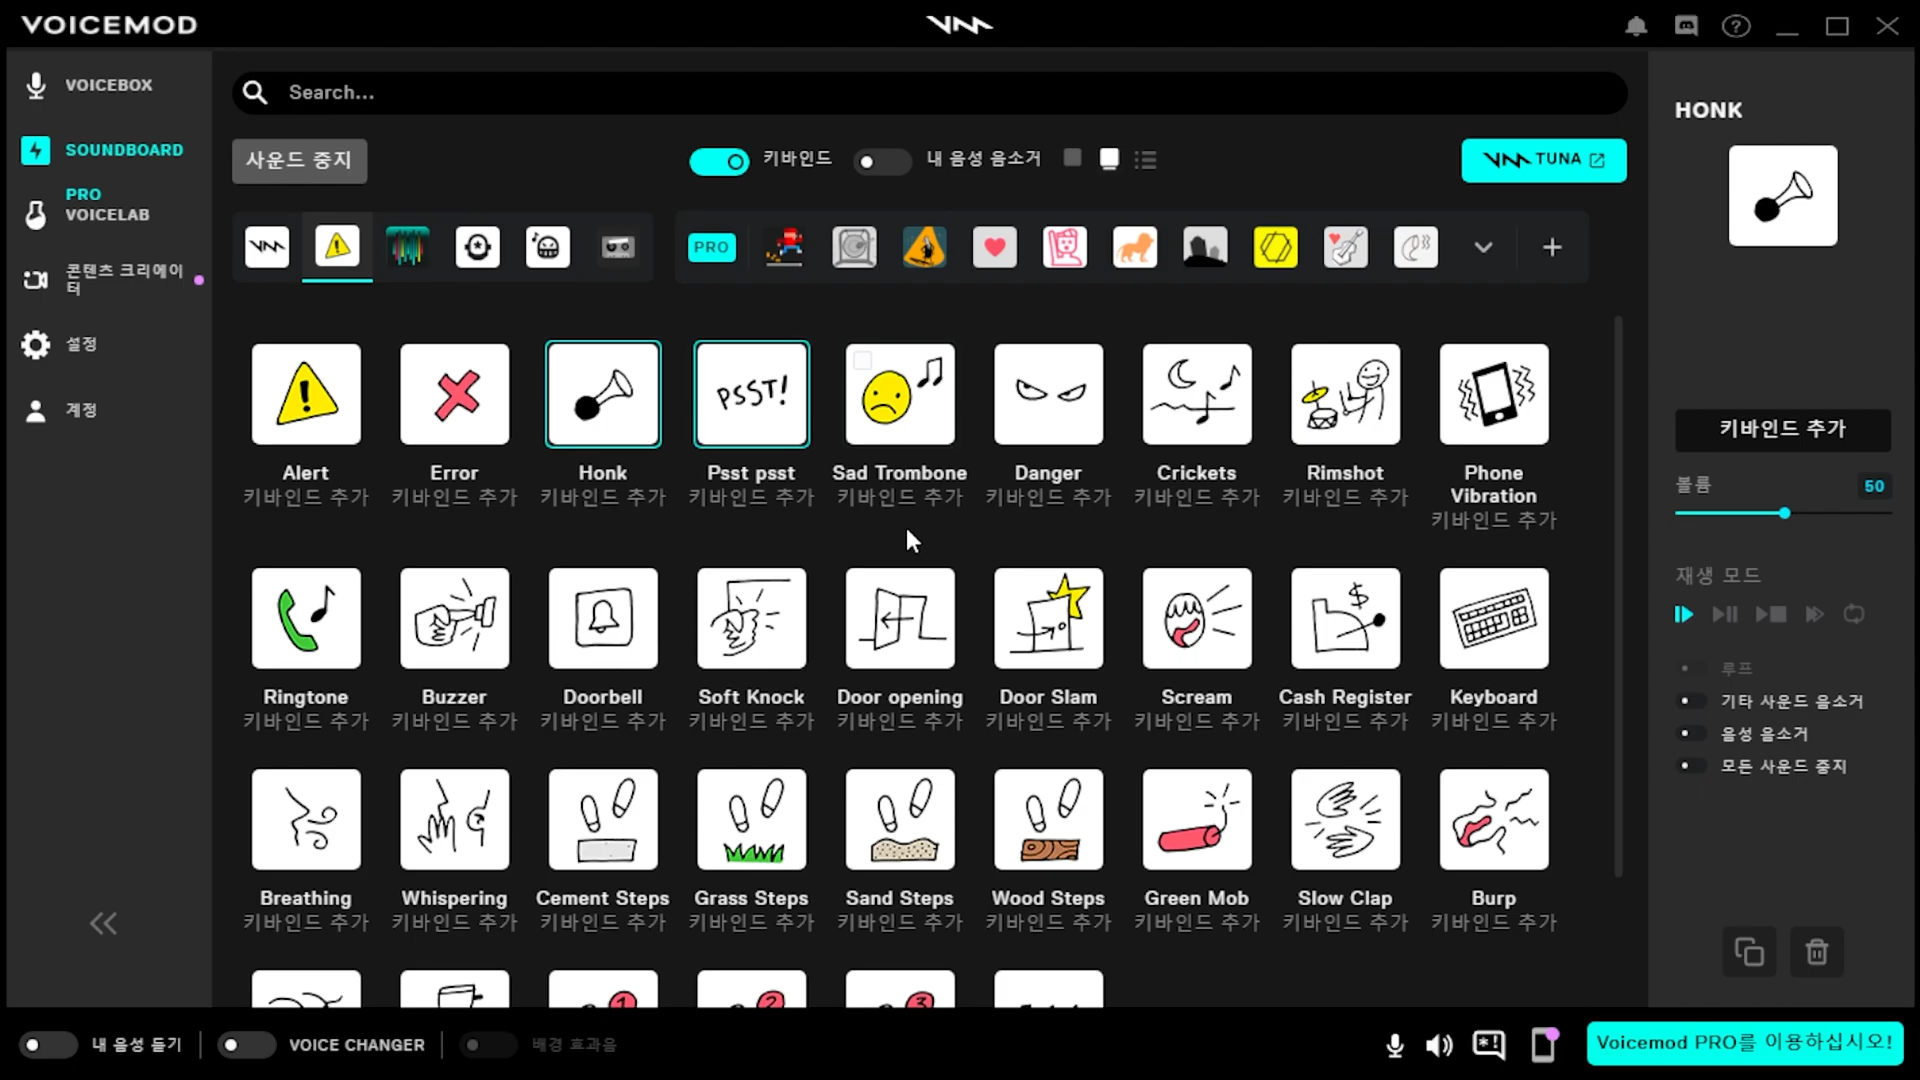 VOICEMOD
VOICEBOX
SOUNDBOARD
PRO
VOICELAB
콘텐츠 크리에이
터
설정
계정
Search...
사운드 중지
키바인드
내 음성 음소거
TUNA
PRO
Alert
키바인드 추가
Error
키바인드 추가
Honk
키바인드 추가
PSST!
Psst psst
키바인드 추가
Sad Trombone
키바인드 추가
Danger
키바인드 추가
Crickets
키바인드 추가
Rimshot
키바인드 추가
Phone
Vibration
키바인드 추가
Ringtone
키바인드 추가
Buzzer
키바인드 추가
Doorbell
키바인드 추가
Soft Knock
키바인드 추가
Door opening
키바인드 추가
Door Slam
키바인드 추가
Scream
키바인드 추가
$
Cash Register
키바인드 추가
Keyboard
키바인드 추가
Breathing
키바인드 추가
Whispering
키바인드 추가
Cement Steps
키바인드 추가
Grass Steps
키바인드 추가
Sand Steps
키바인드 추가
Wood Steps
키바인드 추가
Green Mob
키바인드 추가
Slow Clap
키바인드 추가
Burp
키바인드 추가
1
2
3
HONK
키바인드 추가
볼륨 50
재생 모드
루프
기타 사운드 음소거
음성 음소거
모든 사운드 중지
내 음성 듣기
VOICE CHANGER
배경 효과음
Voicemod PRO를 이용하십시오!